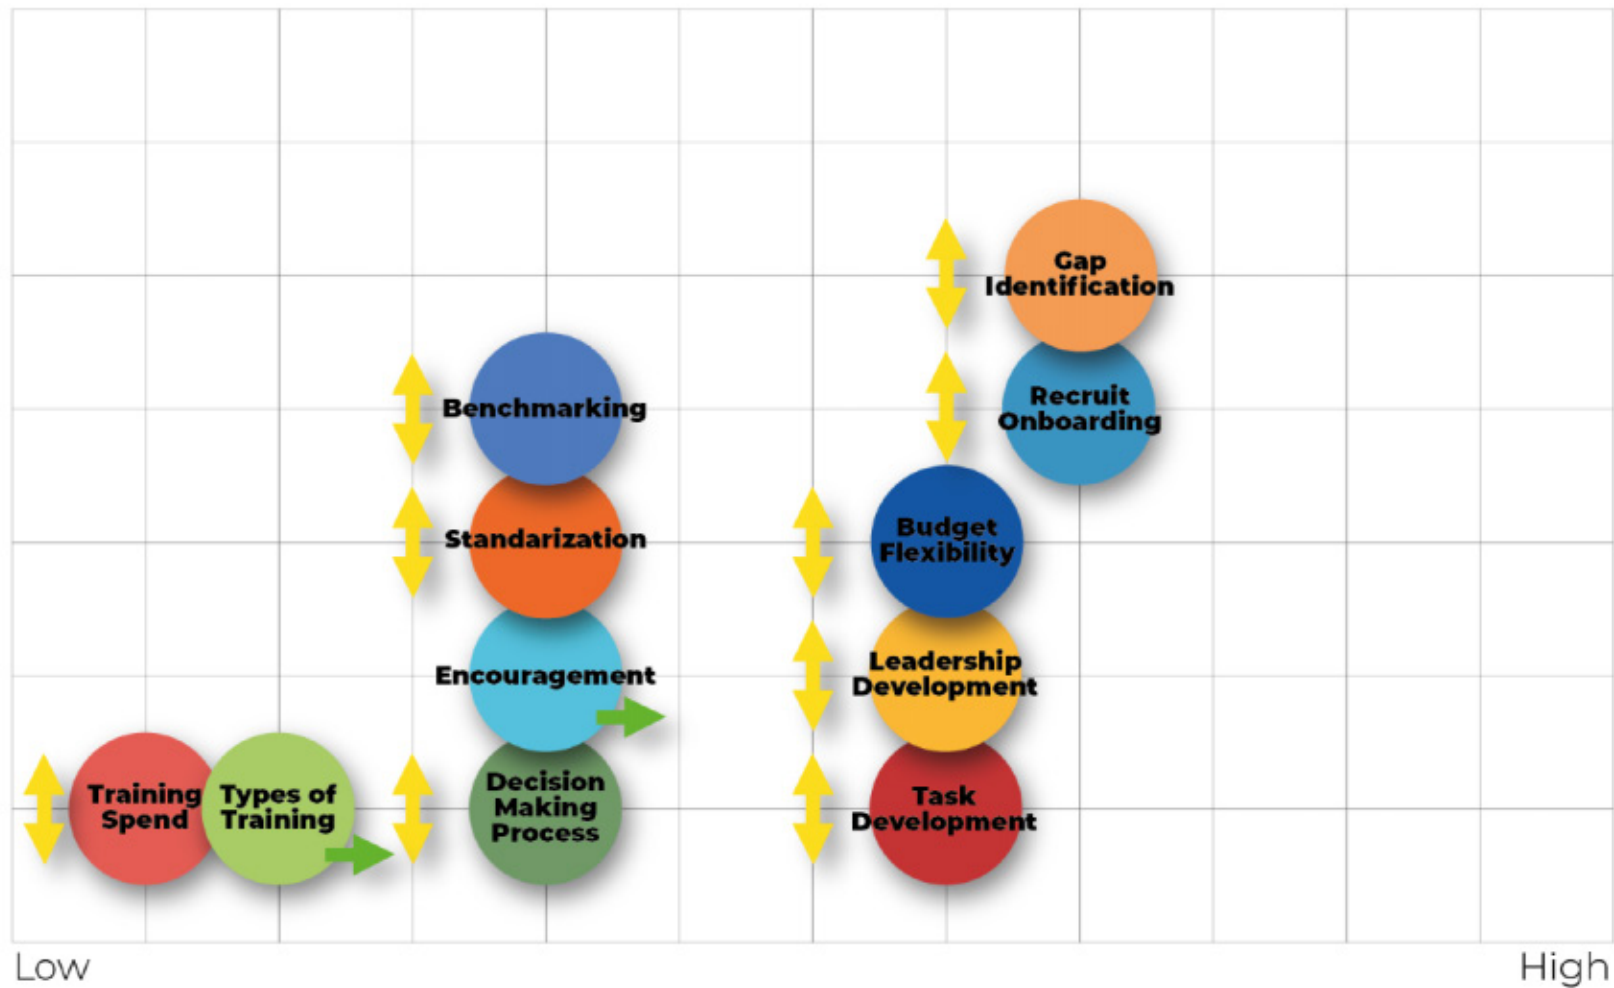 Gap
Identification
Recruit
Onboarding
Benchmarking
Budget
Flexibility
Standarization
Leadership
Development
Encouragement
Training
Spend
Types of
Training
Decision
Making
Process
Task
Development
Low
High